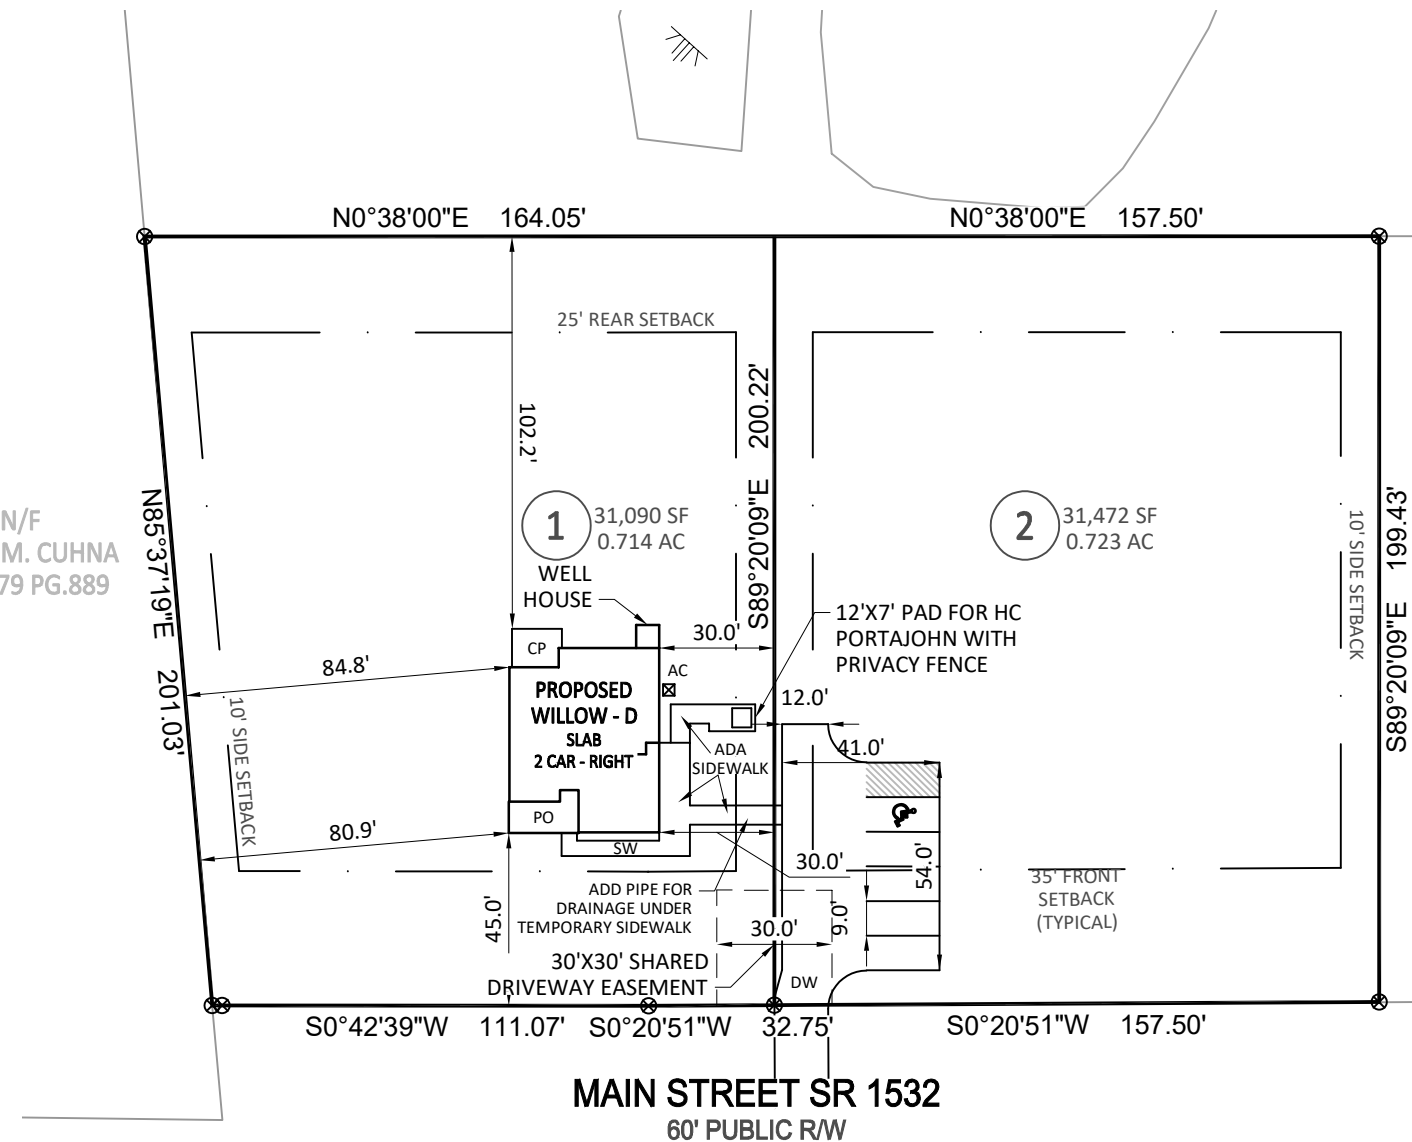 N0°38'00"E 164.05'
N0°38'00"E 157.50'
25' REAR SETBACK
102.2'
S89°20'09"E 200.22'
N/F
M. CUHNA
79 PG.889
N85°37'19"E 201.03'
1
31,090 SF
0.714 AC
2
31,472 SF
0.723 AC
10' SIDE SETBACK
S89°20'09"E 199.43'
WELL
HOUSE
30.0'
12'X7' PAD FOR HC
PORTAJOHN WITH
PRIVACY FENCE
CP
AC
84.8'
PROPOSED
WILLOW - D
SLAB
2 CAR - RIGHT
12.0'
10' SIDE SETBACK
ADA
SIDEWALK
41.0'
PO
80.9'
SW
30.0'
54.0'
35' FRONT
SETBACK
(TYPICAL)
ADD PIPE FOR
DRAINAGE UNDER
TEMPORARY SIDEWALK
45.0'
30.0'
9.0'
30'X30' SHARED
DRIVEWAY EASEMENT
DW
S0°42'39"W 111.07'
S0°20'51"W 32.75'
S0°20'51"W 157.50'
MAIN STREET SR 1532
60' PUBLIC R/W